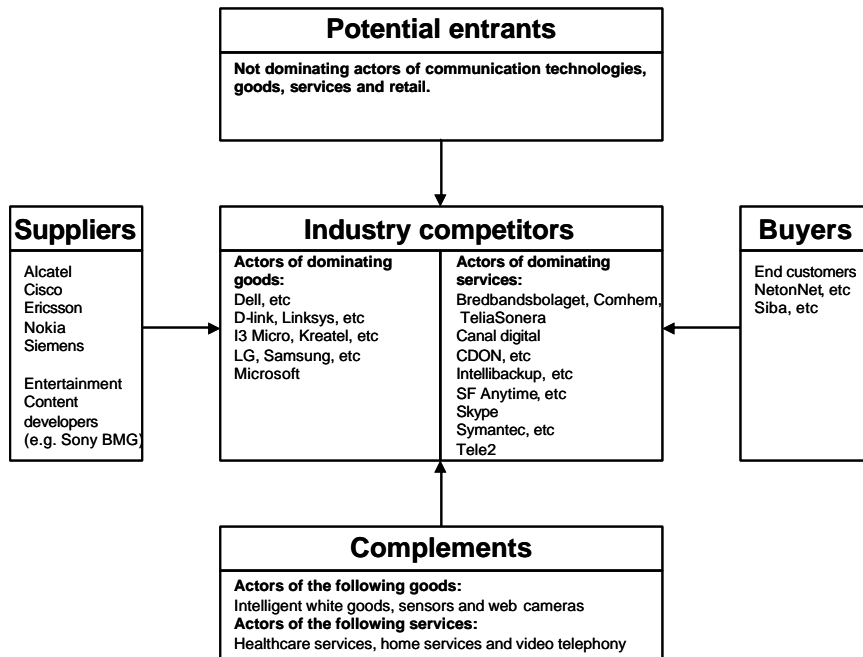 Potential entrants
Not dominating actors of communication technologies,
goods, services and retail.
Suppliers
Alcatel
Cisco
Ericsson
Nokia
Siemens
Entertainment
Content
developers
(e.g. Sony BMG)
Industry competitors
Actors of dominating
goods:
Dell, etc
D-link, Linksys, etc
I3 Micro, Kreatel, etc
LG, Samsung, etc
Microsoft
Actors of dominating
services:
Bredbandsbolaget, Comhem,
TeliaSonera
Canal digital
CDON, etc
Intellibackup, etc
SF Anytime, etc
Skype
Symantec, etc
Tele2
Buyers
End customers
NetonNet, etc
Siba, etc
Complements
Actors of the following goods:
Intelligent white goods, sensors and web cameras
Actors of the following services:
Healthcare services, home services and video telephony